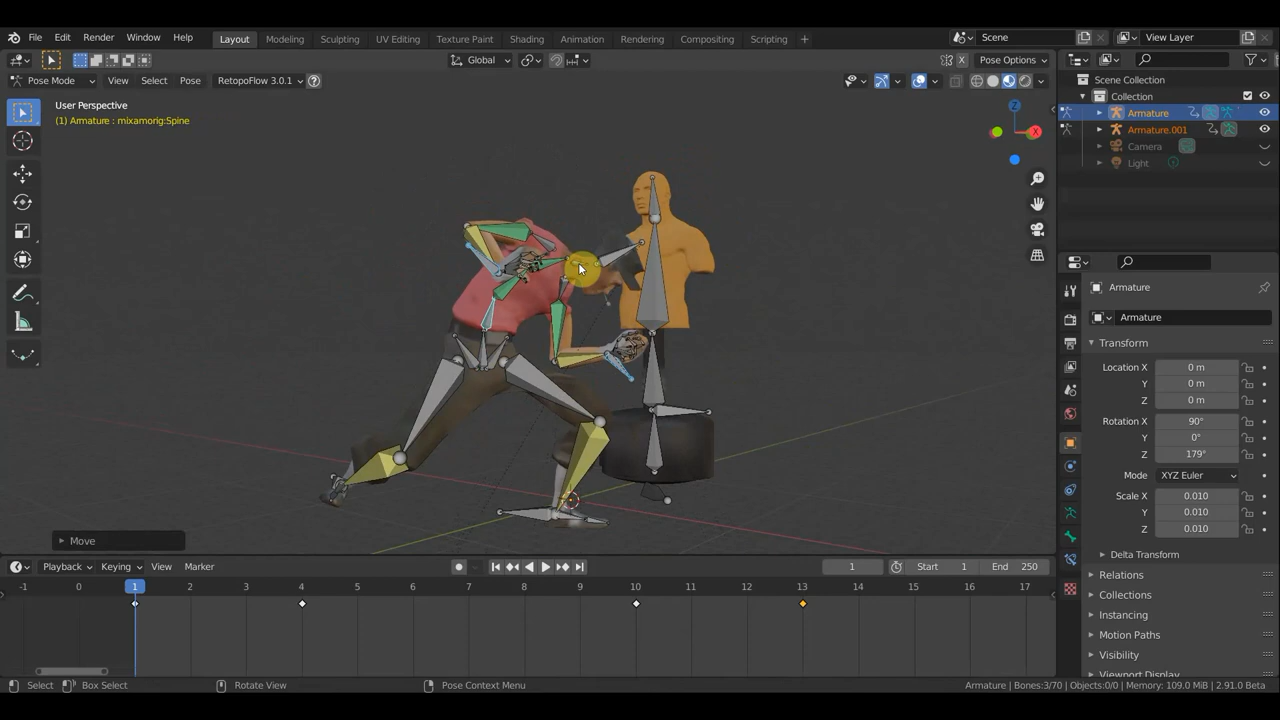 File Edit Render Window Help Layout Modeling Sculpting UV Editing Texture Paint Shading Animation Rendering Compositing Scripting + Scene View Layer
Global Pose Options
Pose Mode View Select Pose RetopoFlow 3.0.1
User Perspective
(1) Armature : mixamorig:Spine
Scene Collection
Collection
Armature
Armature.001
Camera
Light
X
Z
Armature
Armature
Transform
Location X 0 m
Y 0 m
Z 0 m
Rotation X 90°
Y 0°
Z 179°
Mode XYZ Euler
Scale X 0.010
Y 0.010
Z 0.010
Delta Transform
Relations
Collections
Instancing
Motion Paths
Visibility
Viewport Display
Move
Playback Keying View Marker 1 Start 1 End 250
-1 0 1 2 3 4 5 6 7 8 9 10 11 12 13 14 15 16 17
Select Box Select Rotate View Pose Context Menu Armature | Bones:3/70 | Objects:0/0 | Memory: 109.0 MiB | 2.91.0 Beta